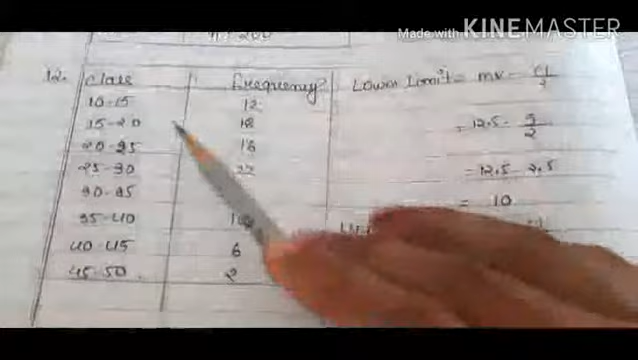 Made with KINEMASTER
N = 200
12. Class Frequency Lower Limit = mv - CL/2
10-15 12
15-20 18 = 12.5 - 5/2
20-25 18
25-30 22 = 12.5 - 2.5
30-35 = 10
35-40
40-45 6
45-50 2